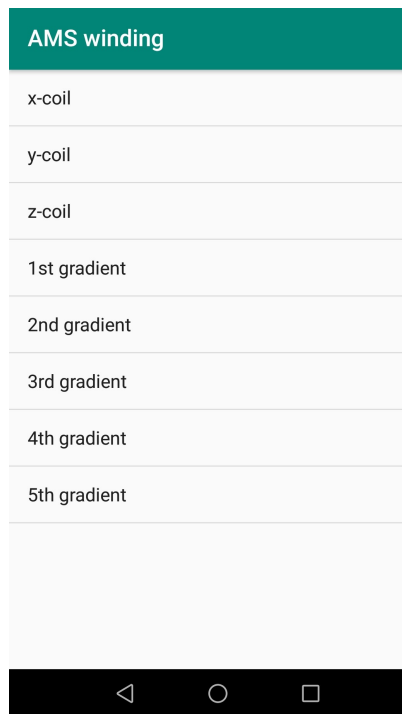 AMS winding
x-coil
y-coil
z-coil
1st gradient
2nd gradient
3rd gradient
4th gradient
5th gradient